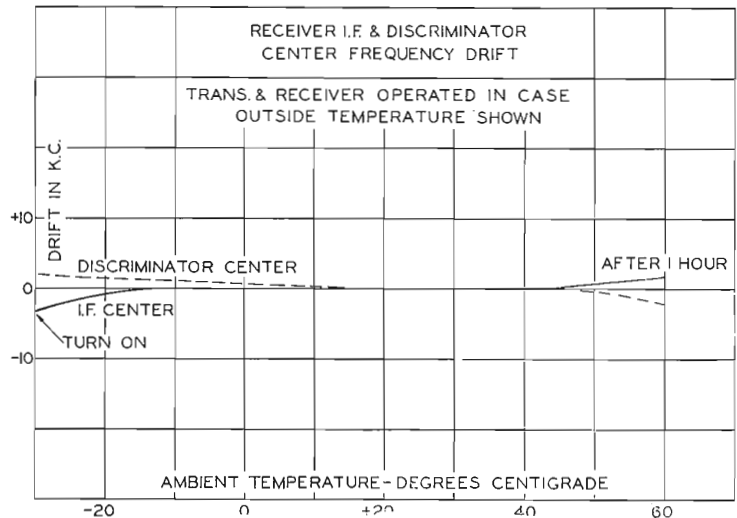 RECEIVER I.F. & DISCRIMINATOR
CENTER FREQUENCY DRIFT
TRANS. & RECEIVER OPERATED IN CASE
OUTSIDE TEMPERATURE SHOWN
DRIFT IN K.C.
+10
0
-10
DISCRIMINATOR CENTER
I.F. CENTER
TURN ON
AFTER 1 HOUR
AMBIENT TEMPERATURE-DEGREES CENTIGRADE
-20 0 +20 40 60